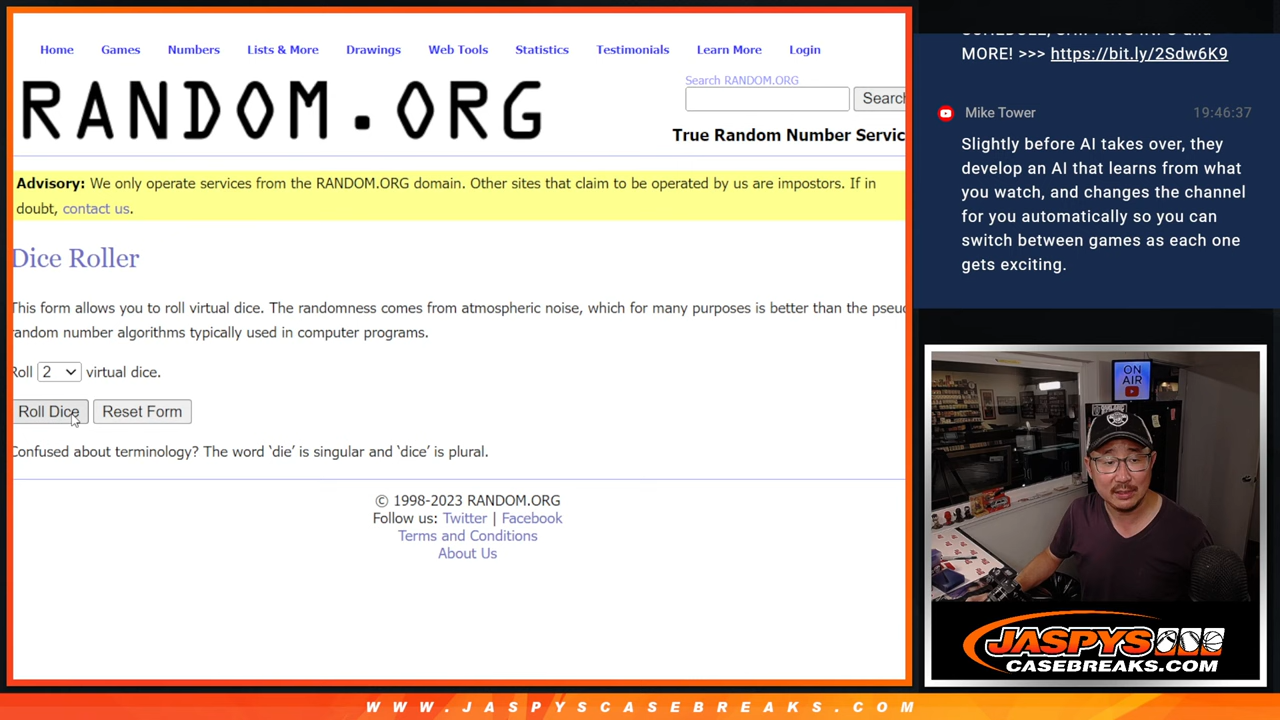 Home Games Numbers Lists & More Drawings Web Tools Statistics Testimonials Learn More Login
RANDOM.ORG
Search RANDOM.ORG
Search
True Random Number Servic
Advisory: We only operate services from the RANDOM.ORG domain. Other sites that claim to be operated by us are impostors. If in
doubt, contact us.
Dice Roller
This form allows you to roll virtual dice. The randomness comes from atmospheric noise, which for many purposes is better than the pseud
random number algorithms typically used in computer programs.
Roll 2 virtual dice.
Roll Dice Reset Form
Confused about terminology? The word ‘die’ is singular and ‘dice’ is plural.
© 1998-2023 RANDOM.ORG
Follow us: Twitter | Facebook
Terms and Conditions
About Us
MORE! >>> https://bit.ly/2Sdw6K9
Mike Tower 19:46:37
Slightly before AI takes over, they
develop an AI that learns from what
you watch, and changes the channel
for you automatically so you can
switch between games as each one
gets exciting.
ON
AIR
JASPYS
CASEBREAKS.COM
WWW.JASPYSCASEBREAKS.COM